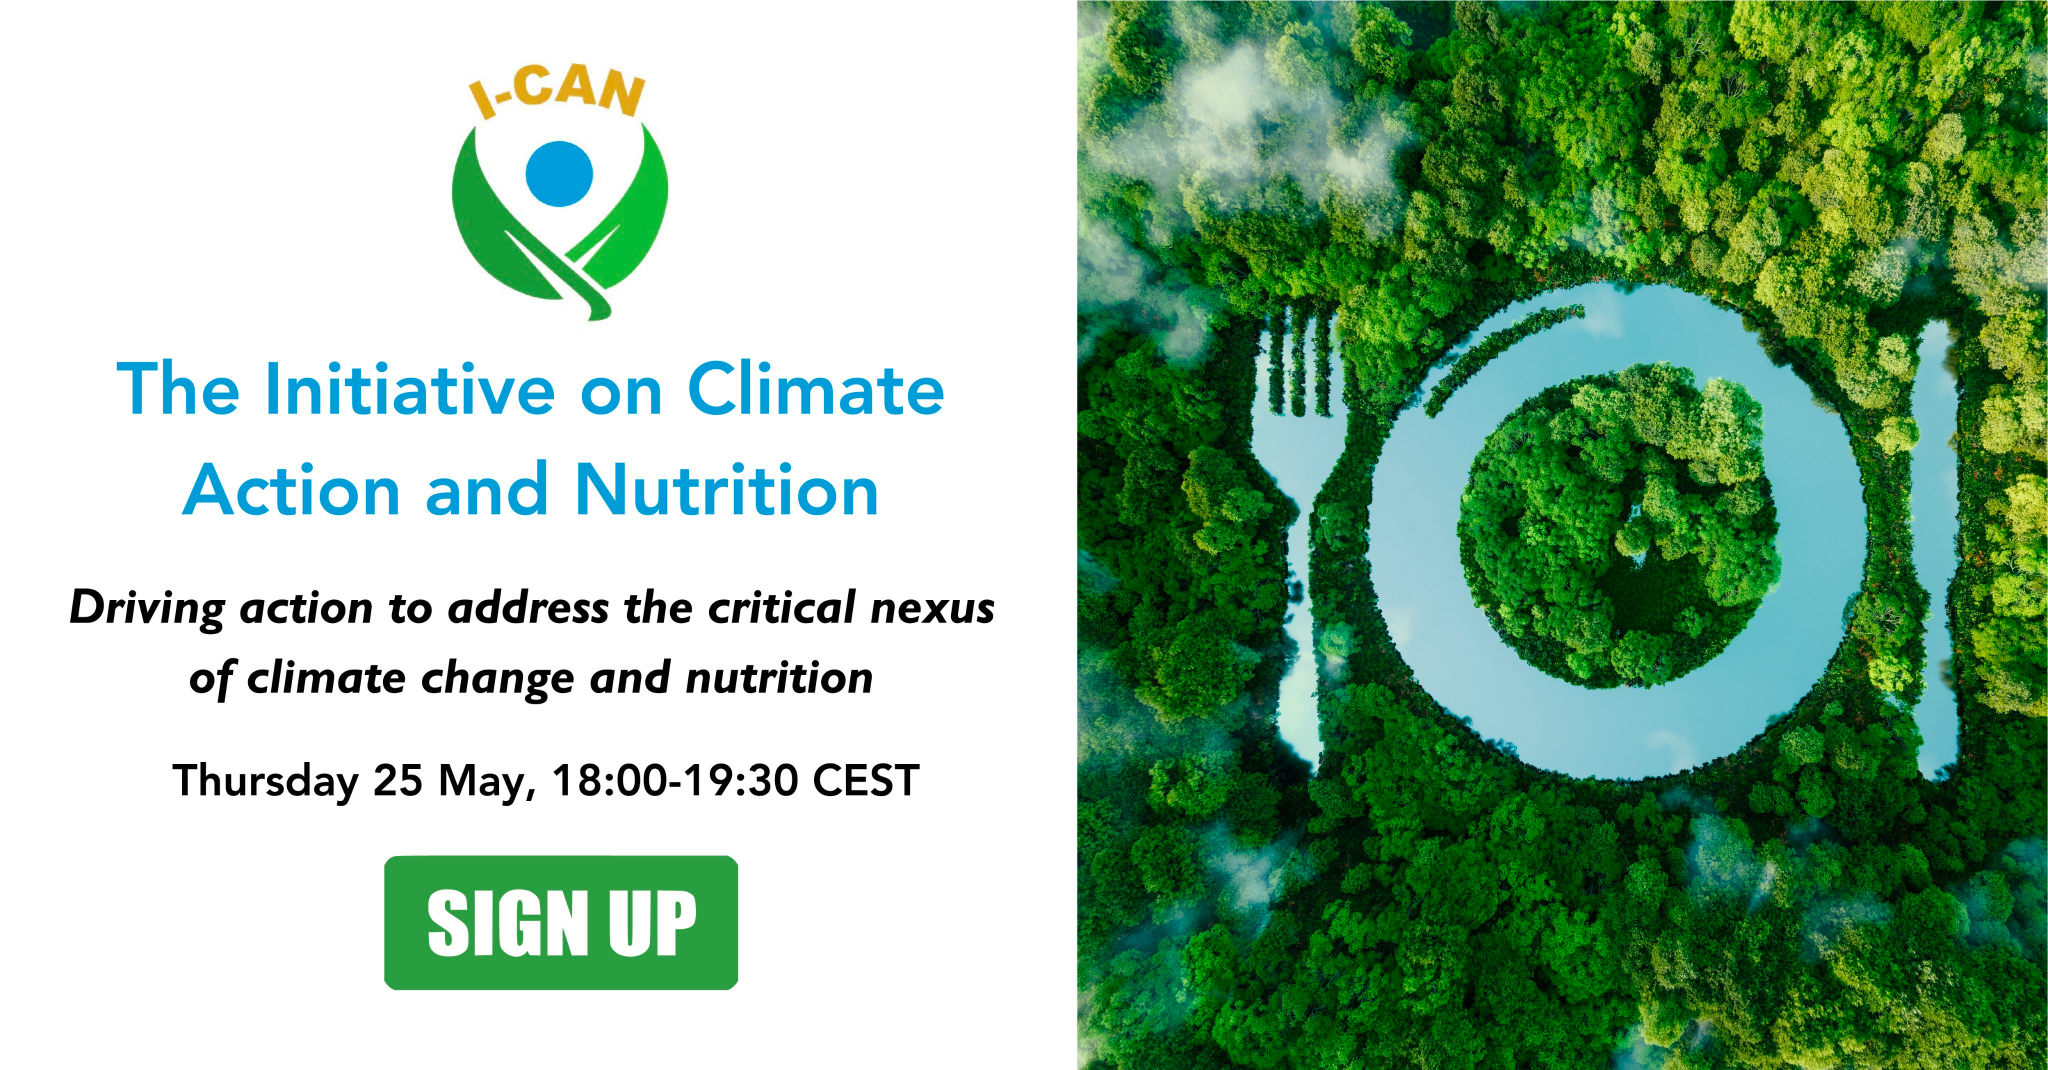 I-CAN
The Initiative on Climate
Action and Nutrition
Driving action to address the critical nexus
of climate change and nutrition
Thursday 25 May, 18:00-19:30 CEST
SIGN UP